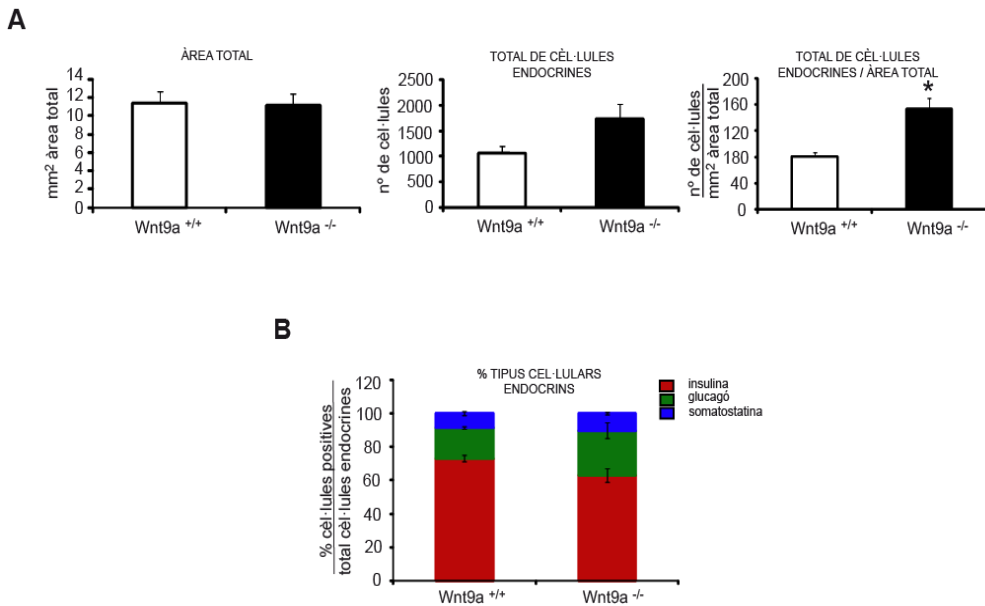 A
ÀREA TOTAL
mm² àrea total
14
12
10
8
6
4
2
0
Wnt9a +/+
Wnt9a -/-
TOTAL DE CÈL·LULES
ENDOCRINES
nº de cèl·lules
2500
2000
1500
1000
500
0
Wnt9a +/+
Wnt9a -/-
TOTAL DE CÈL·LULES
ENDOCRINES / ÀREA TOTAL
nº de cèl·lules
mm² àrea total
200
160
120
180
40
0
*
Wnt9a +/+
Wnt9a -/-
B
% TIPUS CEL·LULARS
ENDOCRINS
% cèl·lules positives
total cèl·lules endocrines
120
100
80
60
40
20
0
Wnt9a +/+
Wnt9a -/-
insulina
glucagó
somatostatina